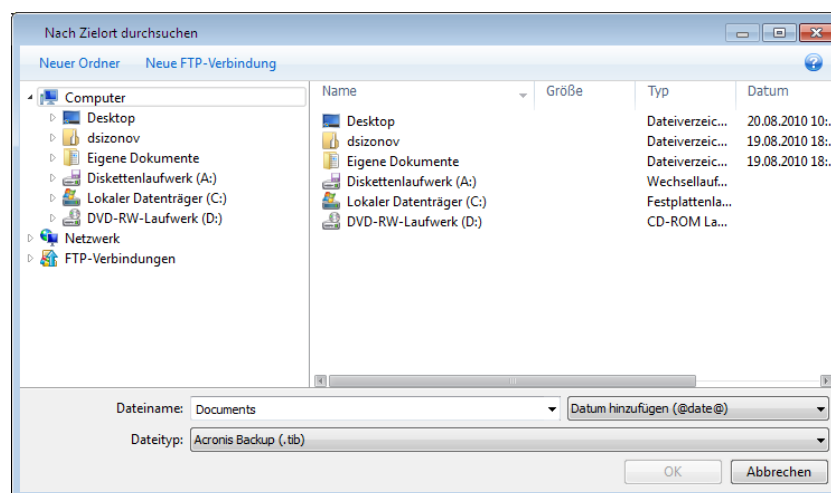 Nach Zielort durchsuchen
Neuer Ordner Neue FTP-Verbindung
Computer
Desktop
dsizonov
Eigene Dokumente
Diskettenlaufwerk (A:)
Lokaler Datenträger (C:)
DVD-RW-Laufwerk (D:)
Netzwerk
FTP-Verbindungen
Name Größe Typ Datum
Desktop Dateiverzeic... 20.08.2010 10:.
dsizonov Dateiverzeic... 19.08.2010 18:.
Eigene Dokumente Dateiverzeic... 19.08.2010 18:.
Diskettenlaufwerk (A:) Wechsellauf...
Lokaler Datenträger (C:) Festplattenla...
DVD-RW-Laufwerk (D:) CD-ROM La...
Dateiname: Documents Datum hinzufügen (@date@)
Dateityp: Acronis Backup (.tib)
OK Abbrechen